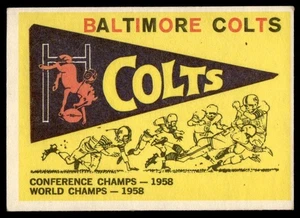 BALTIMORE COLTS
COLTS
CONFERENCE CHAMPS — 1958
WORLD CHAMPS — 1958